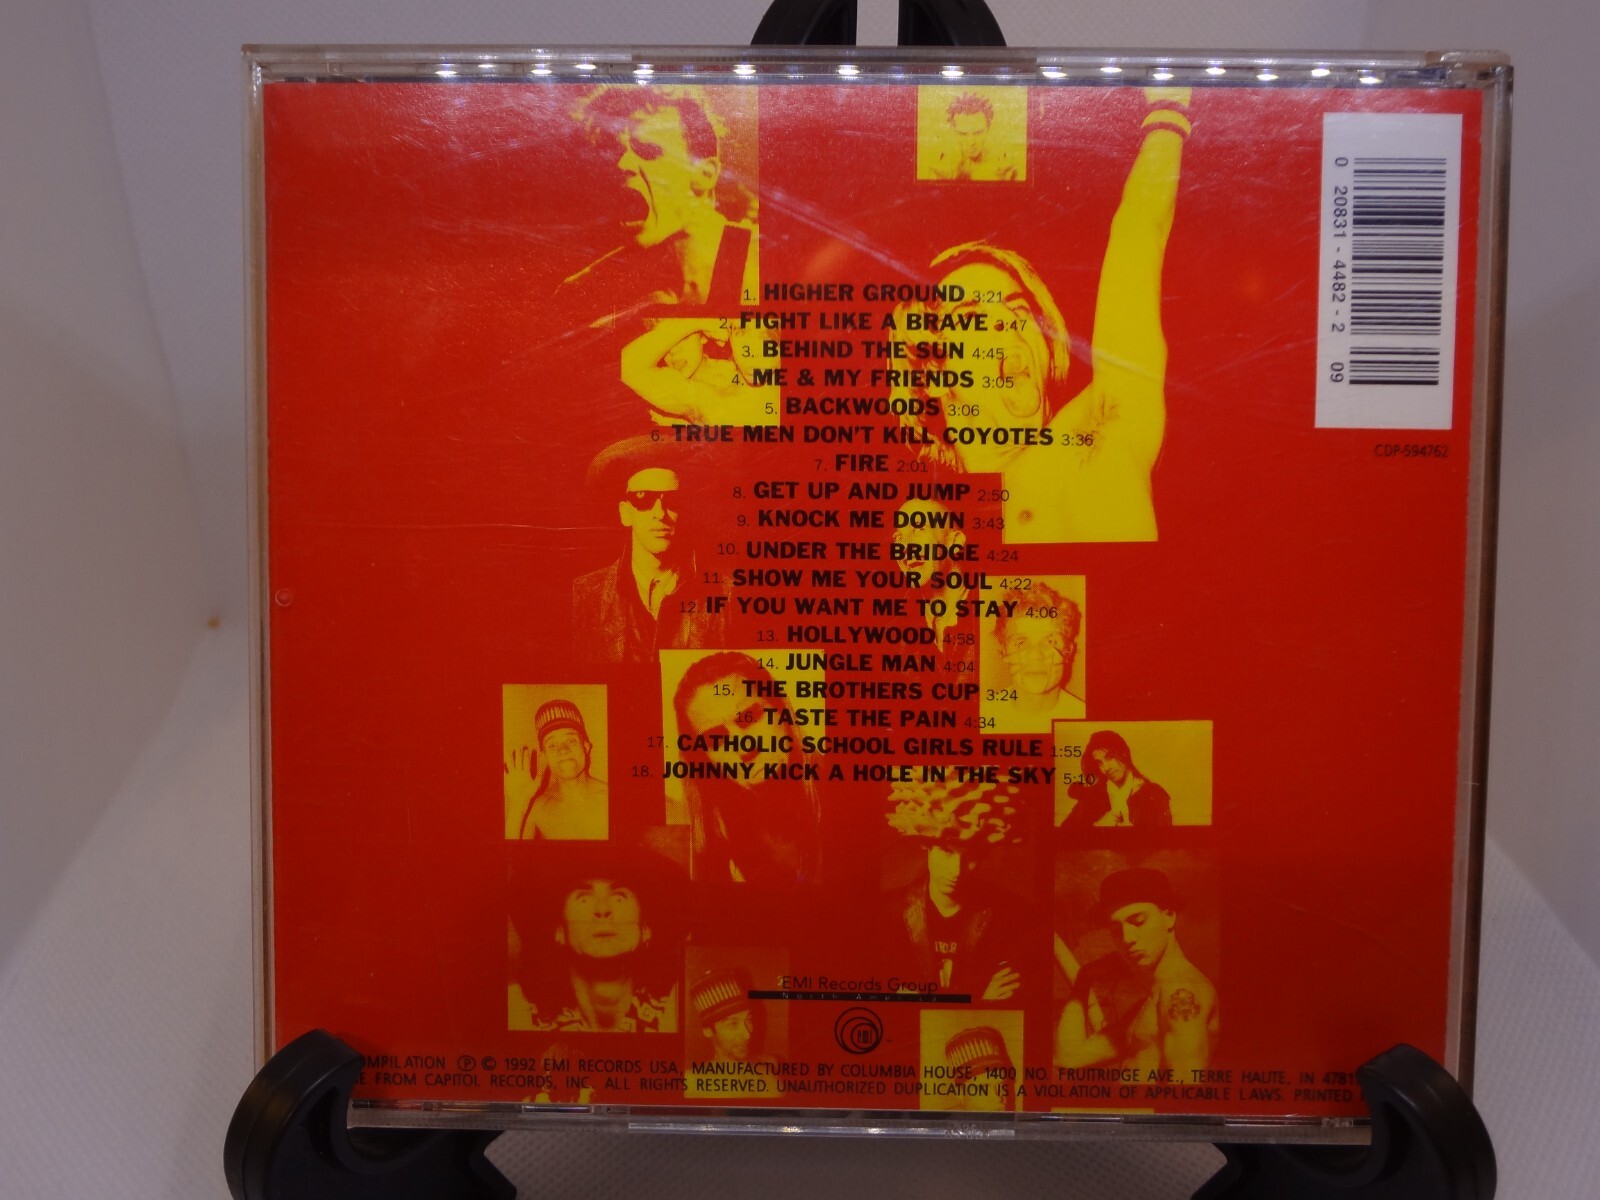 0 20831-4482-2 09
CDP-594762
1. HIGHER GROUND 3:21
2. FIGHT LIKE A BRAVE 3:47
3. BEHIND THE SUN 4:45
4. ME & MY FRIENDS 3:05
5. BACKWOODS 3:06
6. TRUE MEN DON'T KILL COYOTES 3:36
7. FIRE 2:01
8. GET UP AND JUMP 2:50
9. KNOCK ME DOWN 3:43
10. UNDER THE BRIDGE 4:24
11. SHOW ME YOUR SOUL 4:22
12. IF YOU WANT ME TO STAY 4:06
13. HOLLYWOOD 4:58
14. JUNGLE MAN 4:04
15. THE BROTHERS CUP 3:24
16. TASTE THE PAIN 4:34
17. CATHOLIC SCHOOL GIRLS RULE 1:55
18. JOHNNY KICK A HOLE IN THE SKY 5:10
EMI Records Group
North America
emi
OMPILATION ℗ © 1992 EMI RECORDS USA, MANUFACTURED BY COLUMBIA HOUSE, 1400 NO. FRUITRIDGE AVE., TERRE HAUTE, IN 4781
FROM CAPITOL RECORDS, INC. ALL RIGHTS RESERVED. UNAUTHORIZED DUPLICATION IS A VIOLATION OF APPLICABLE LAWS. PRINTED